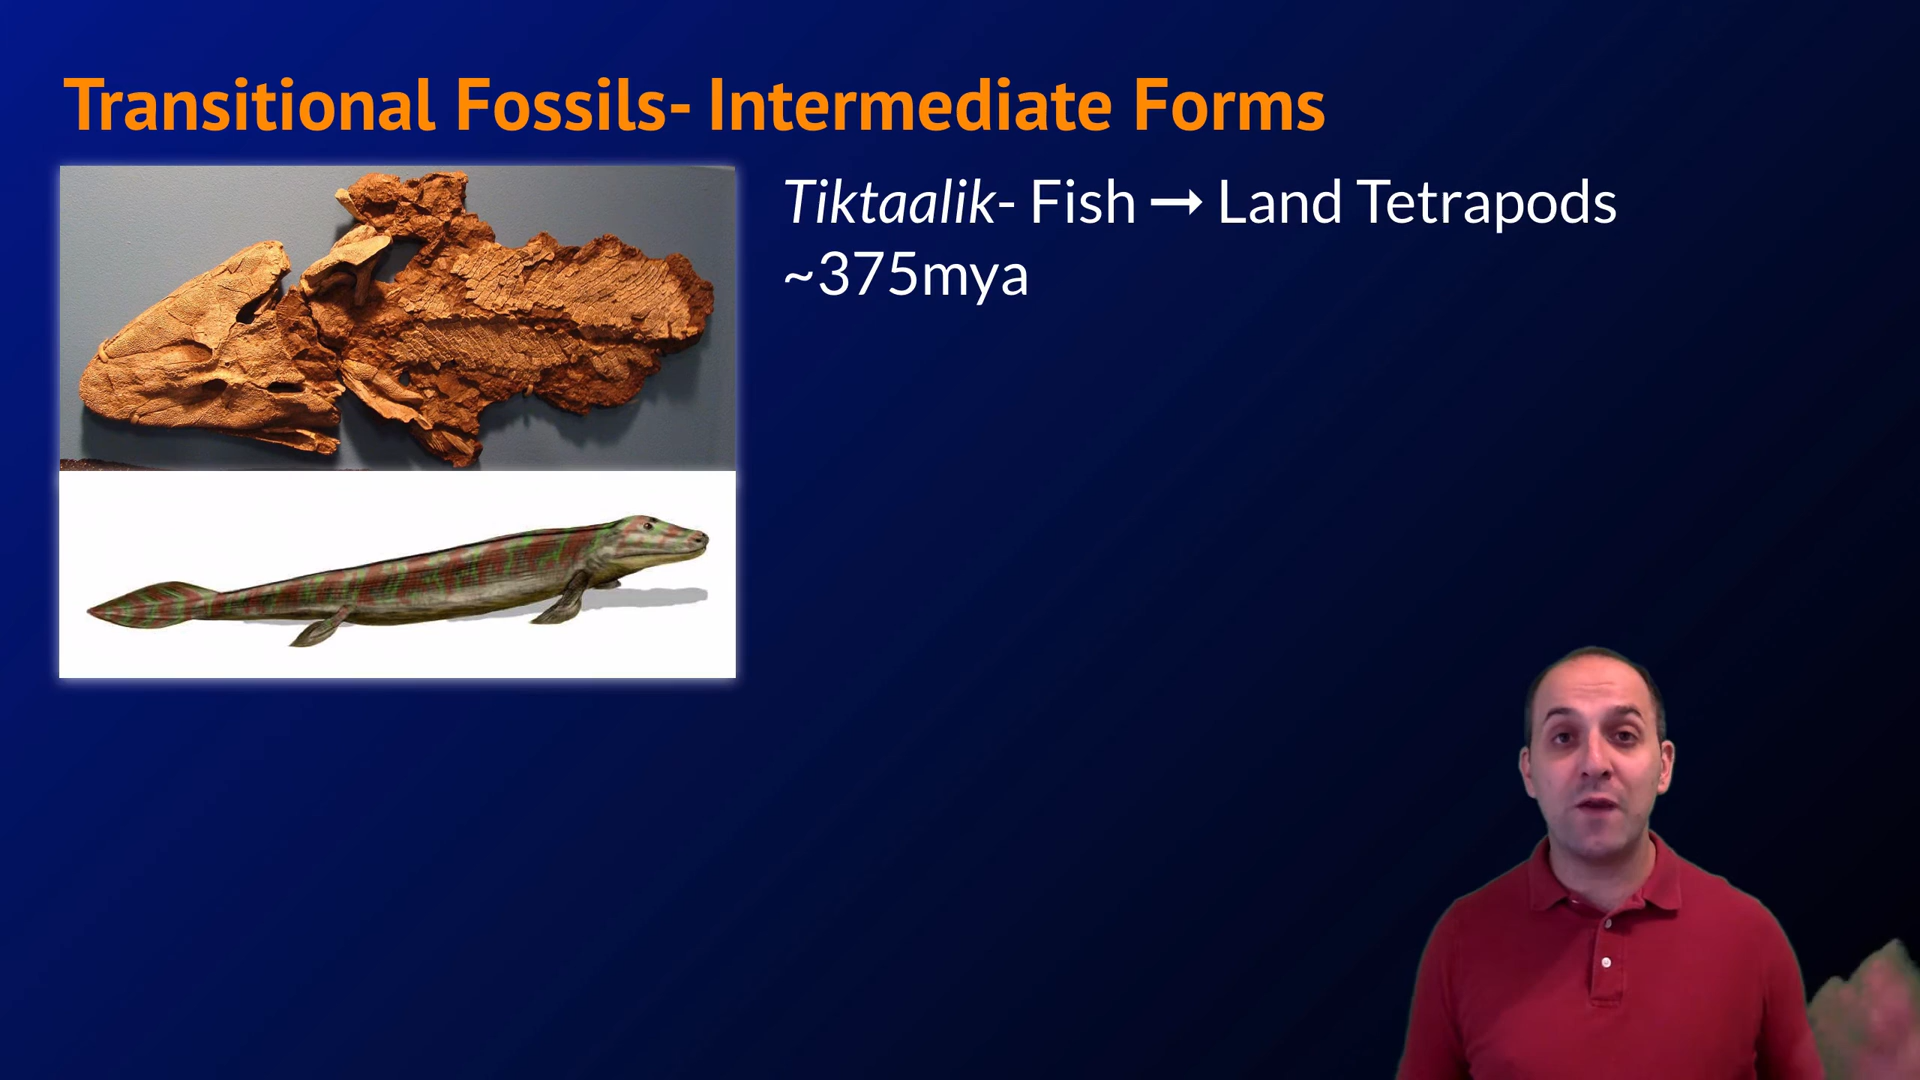 Transitional Fossils- Intermediate Forms
Tiktaalik- Fish → Land Tetrapods
~375mya